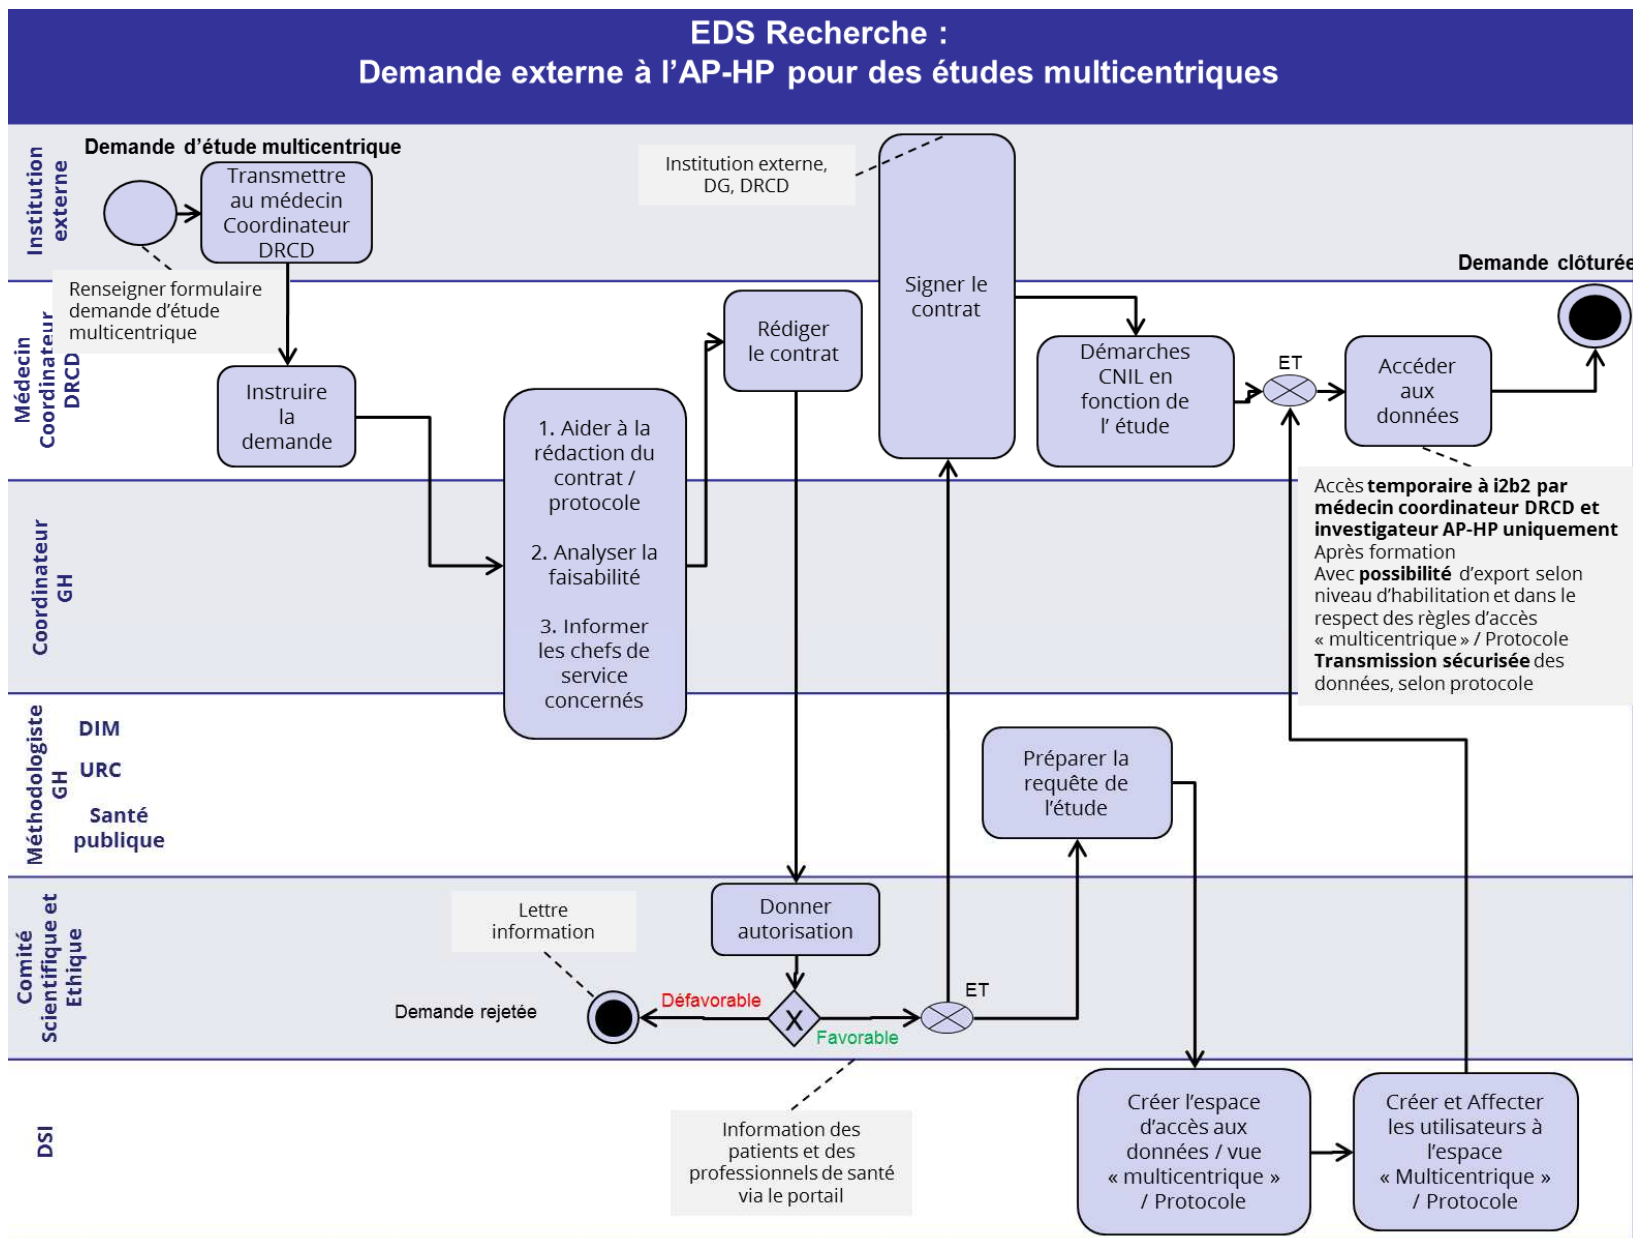 EDS Recherche :
Demande externe à l'AP-HP pour des études multicentriques
Institution
externe
Demande d'étude multicentrique
Transmettre
au médecin
Coordinateur
DRCD
Renseigner formulaire
demande d'étude
multicentrique
Institution externe,
DG, DRCD
Signer le
contrat
Demande clôturée
Médecin
Coordinateur
DRCD
Instruire
la
demande
1. Aider à la
rédaction du
contrat /
protocole
2. Analyser la
faisabilité
3. Informer
les chefs de
service
concernés
Rédiger
le contrat
Démarches
CNIL en
fonction de
l' étude
ET
Accéder
aux
données
Accès temporaire à i2b2 par
médecin coordinateur DRCD et
investigateur AP-HP uniquement
Après formation
Avec possibilité d'export selon
niveau d'habilitation et dans le
respect des règles d'accès
« multicentrique » / Protocole
Transmission sécurisée des
données, selon protocole
Coordinateur
GH
Méthodologiste
GH
DIM
URC
Santé
publique
Préparer la
requête de
l'étude
Comité
Scientifique et
Ethique
Lettre
information
Donner
autorisation
Demande rejetée
Défavorable
X
Favorable
ET
DSI
Information des
patients et des
professionnels de santé
via le portail
Créer l'espace
d'accès aux
données / vue
« multicentrique »
/ Protocole
Créer et Affecter
les utilisateurs à
l'espace
« Multicentrique »
/ Protocole